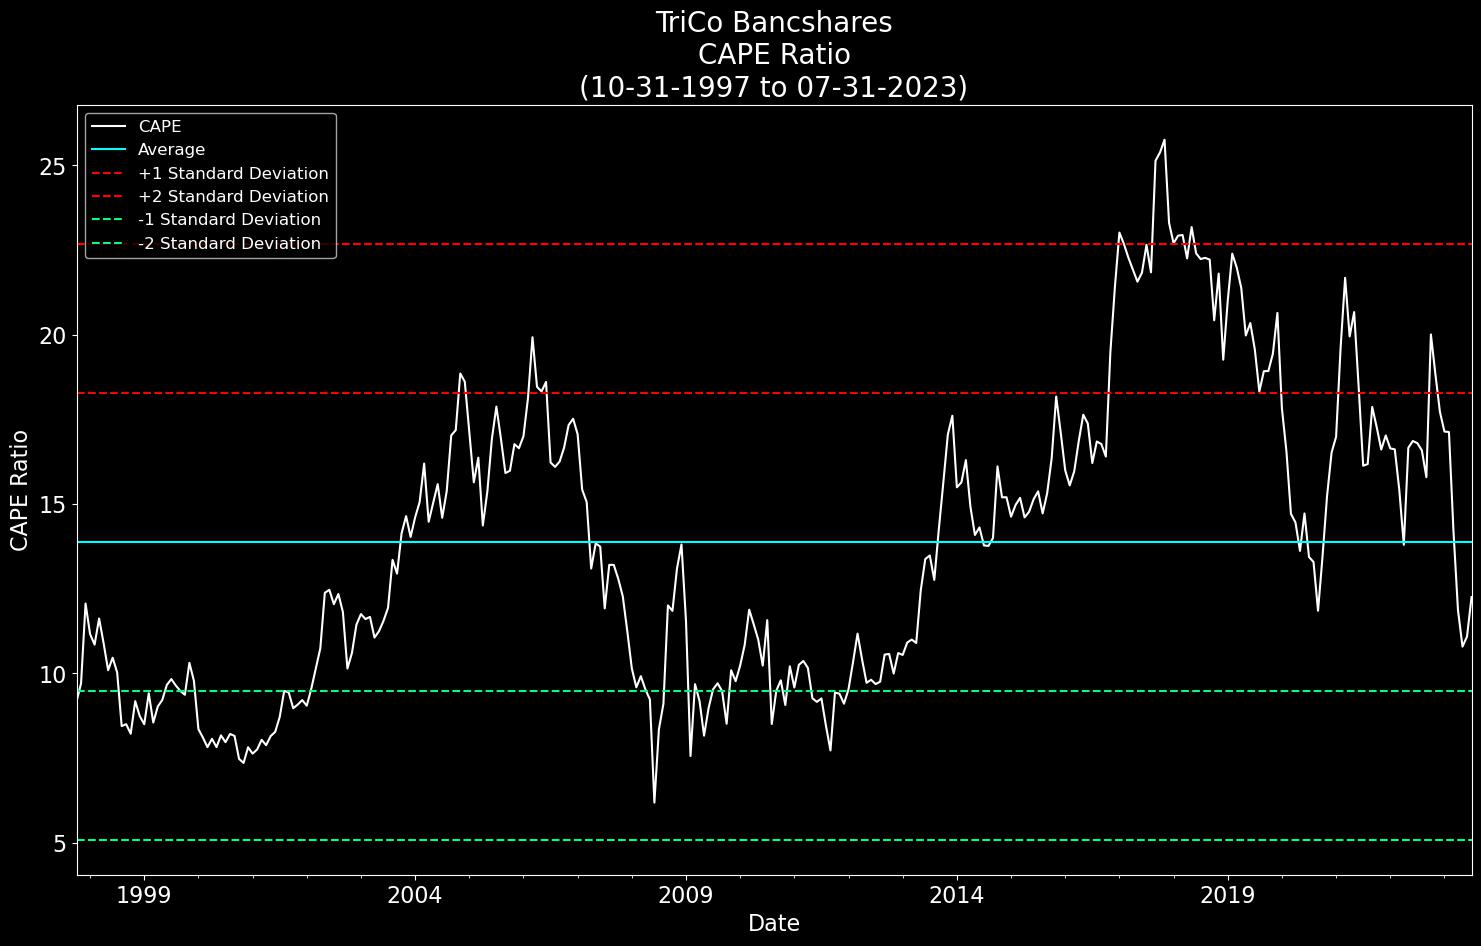 TriCo Bancshares
CAPE Ratio
(10-31-1997 to 07-31-2023)
CAPE
Average
+1 Standard Deviation
+2 Standard Deviation
-1 Standard Deviation
-2 Standard Deviation
25
20
15
10
5
CAPE Ratio
1999 2004 2009 2014 2019
Date